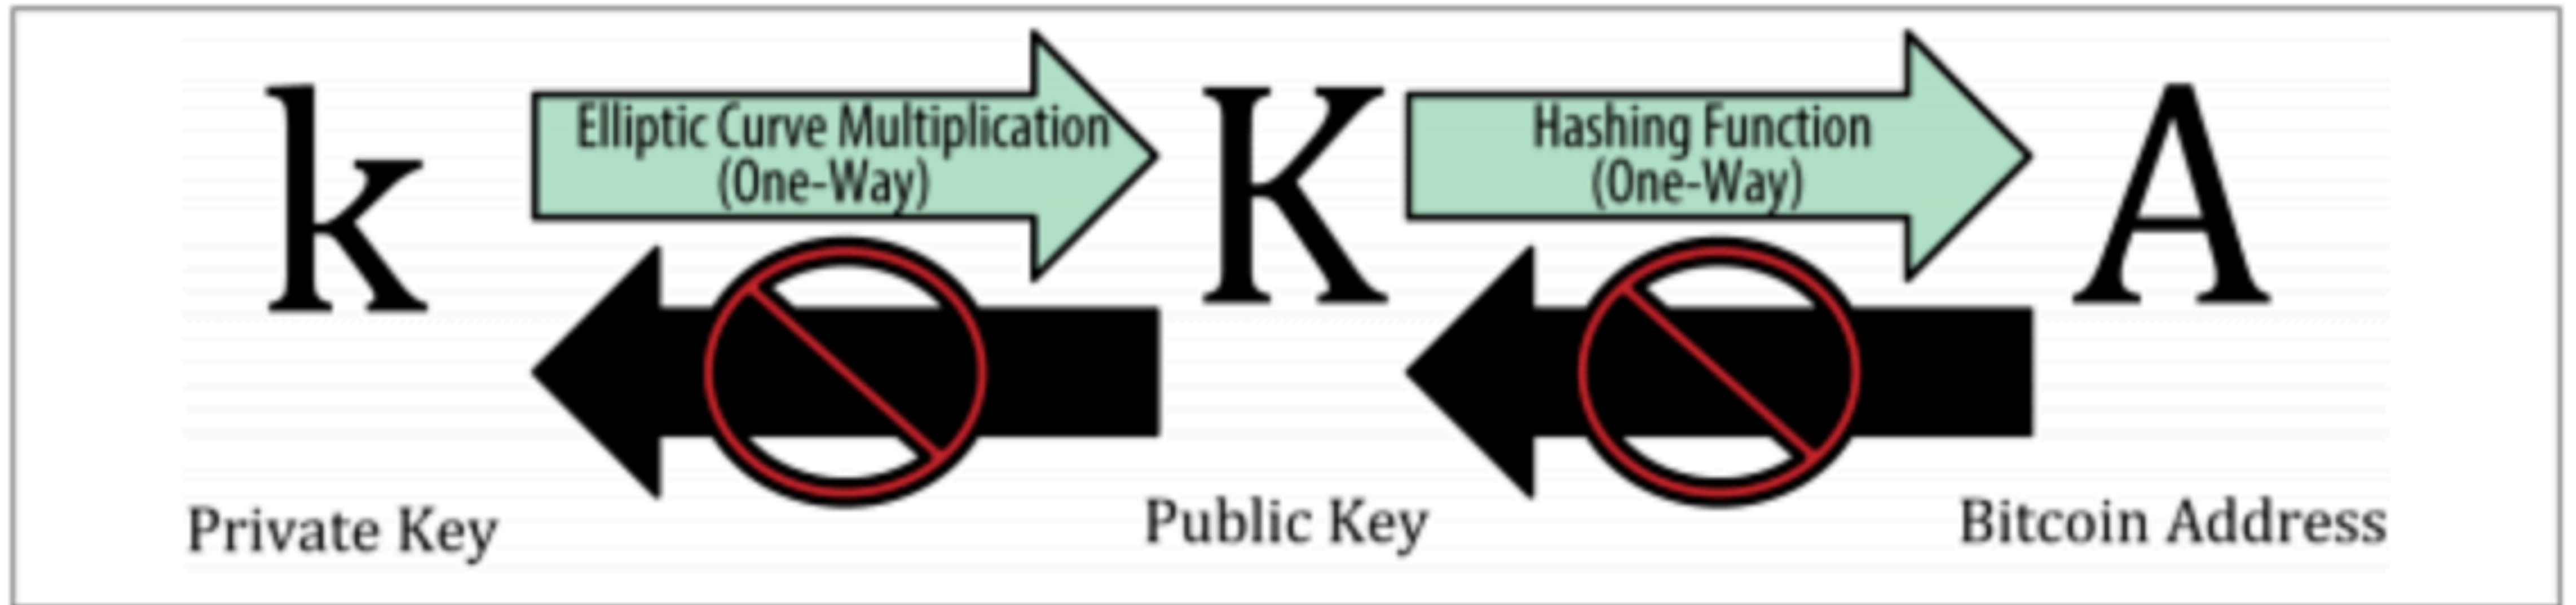 k
Elliptic Curve Multiplication
(One-Way)
K
Hashing Function
(One-Way)
A
Private Key
Public Key
Bitcoin Address